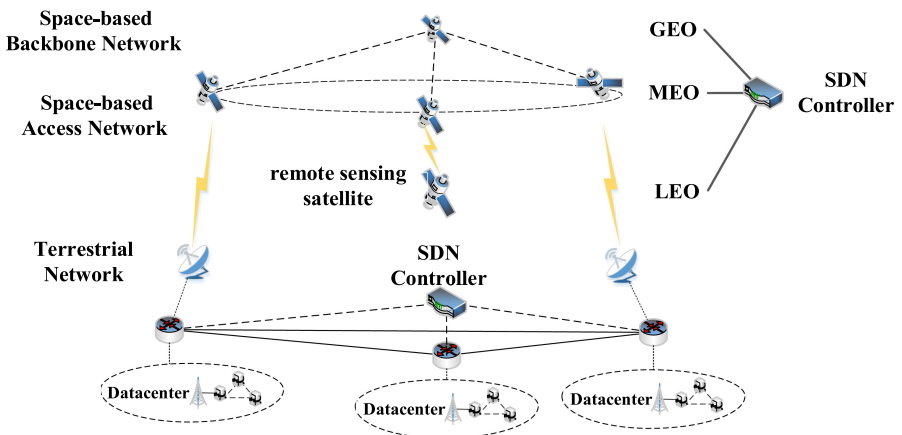 Space-based
Backbone Network
GEO
SDN
Controller
MEO
Space-based
Access Network
remote sensing
satellite
LEO
Terrestrial
Network
SDN
Controller
Datacenter
Datacenter
Datacenter